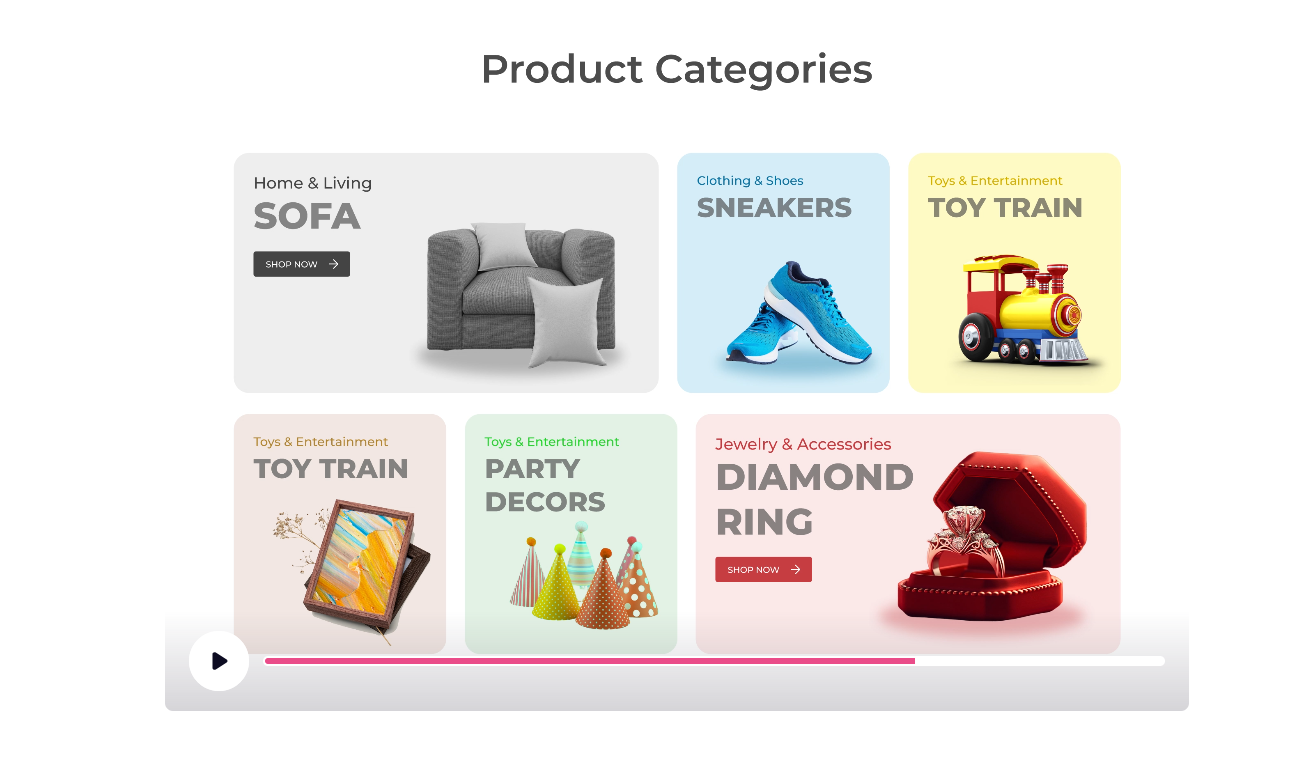 Product Categories
Home & Living
SOFA
SHOP NOW
Clothing & Shoes
SNEAKERS
Toys & Entertainment
TOY TRAIN
Toys & Entertainment
TOY TRAIN
Toys & Entertainment
PARTY
DECORS
Jewelry & Accessories
DIAMOND
RING
SHOP NOW